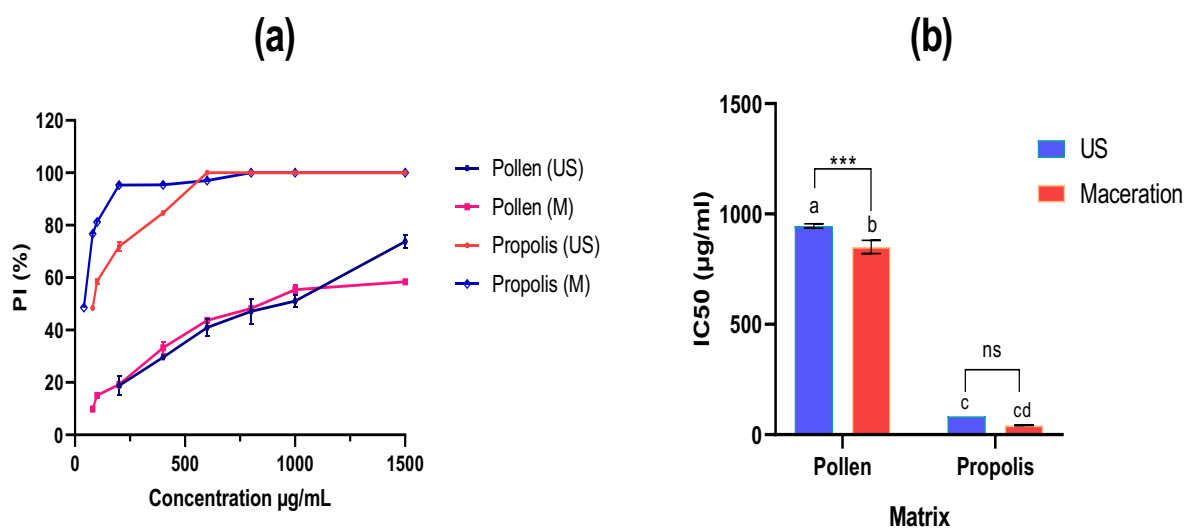 (a)
PI (%)
120
100
80
60
40
20
0
0
500
1000
1500
Concentration µg/mL
Pollen (US)
Pollen (M)
Propolis (US)
Propolis (M)
(b)
IC50 (µg/ml)
1500
1000
500
0
***
a
b
ns
c
cd
Pollen
Propolis
Matrix
US
Maceration